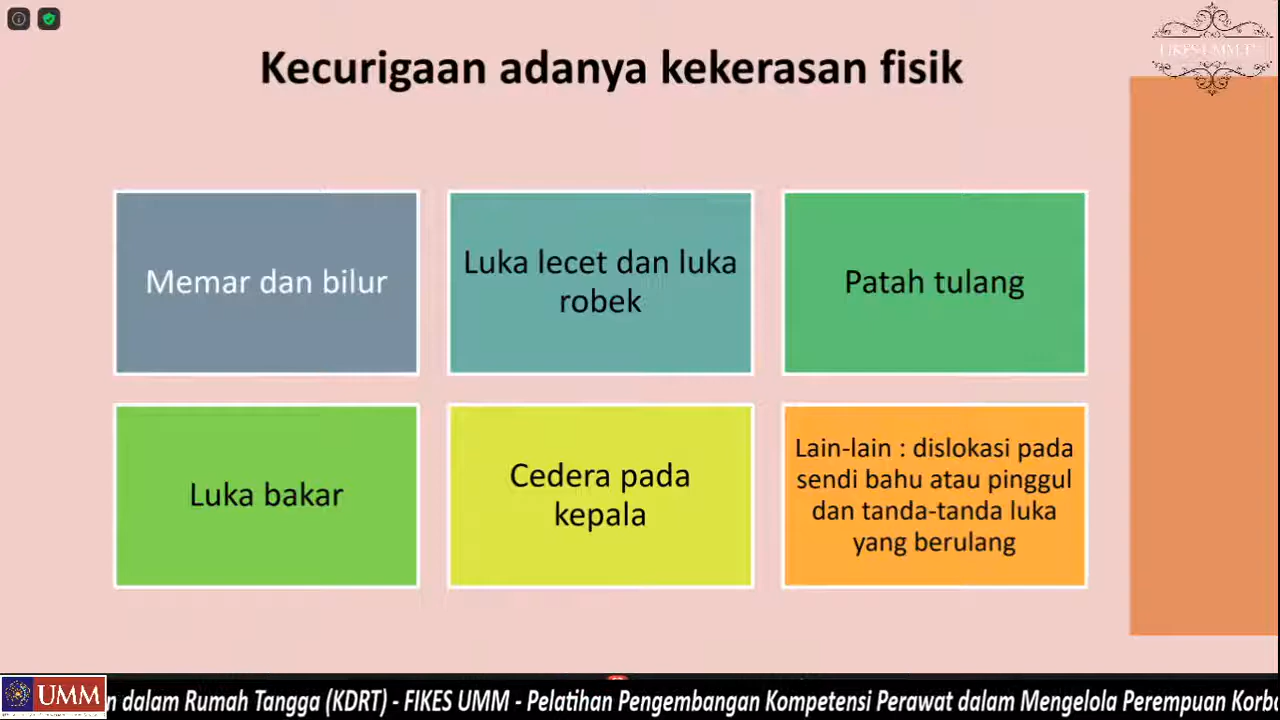 Kecurigaan adanya kekerasan fisik
Memar dan bilur
Luka lecet dan luka
robek
Patah tulang
Luka bakar
Cedera pada
kepala
Lain-lain : dislokasi pada
sendi bahu atau pinggul
dan tanda-tanda luka
yang berulang
UMM
dalam Rumah Tangga (KDRT) - FIKES UMM - Pelatihan Pengembangan Kompetensi Perawat dalam Mengelola Perempuan